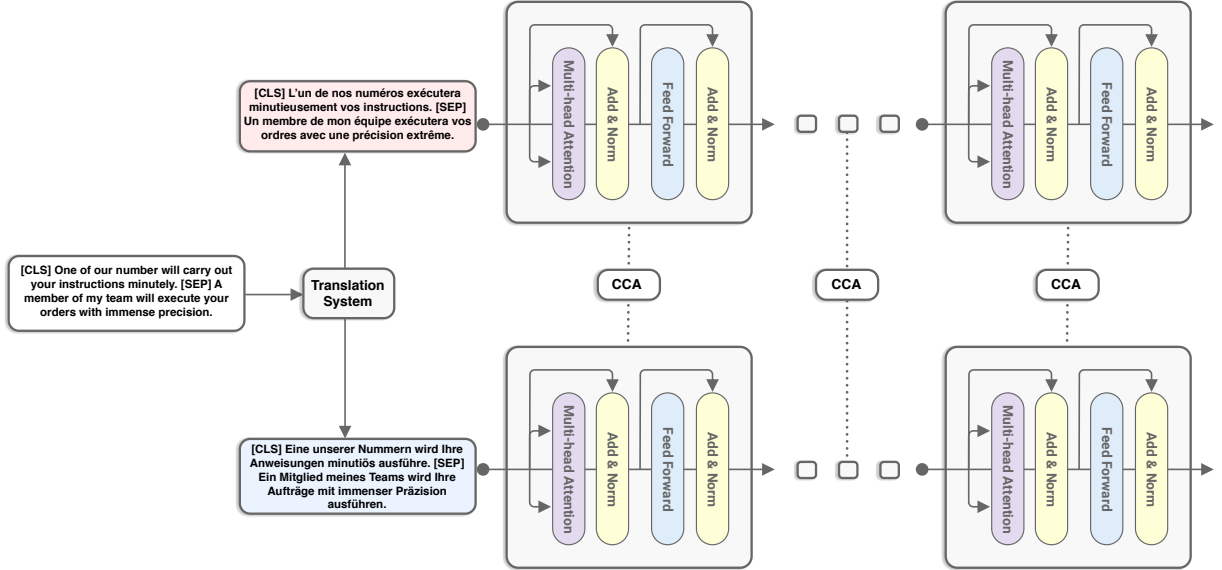 [CLS] L'un de nos numéros exécutera
minutieusement vos instructions. [SEP]
Un membre de mon équipe exécutera vos
ordres avec une précision extrême.
Multi-head Attention
Add & Norm
Feed Forward
Add & Norm
Multi-head Attention
Add & Norm
Feed Forward
Add & Norm
[CLS] One of our number will carry out
your instructions minutely. [SEP] A
member of my team will execute your
orders with immense precision.
Translation
System
CCA
CCA
CCA
[CLS] Eine unserer Nummern wird Ihre
Anweisungen minutiös ausführe. [SEP]
Ein Mitglied meines Teams wird Ihre
Aufträge mit immenser Präzision
ausführen.
Multi-head Attention
Add & Norm
Feed Forward
Add & Norm
Multi-head Attention
Add & Norm
Feed Forward
Add & Norm